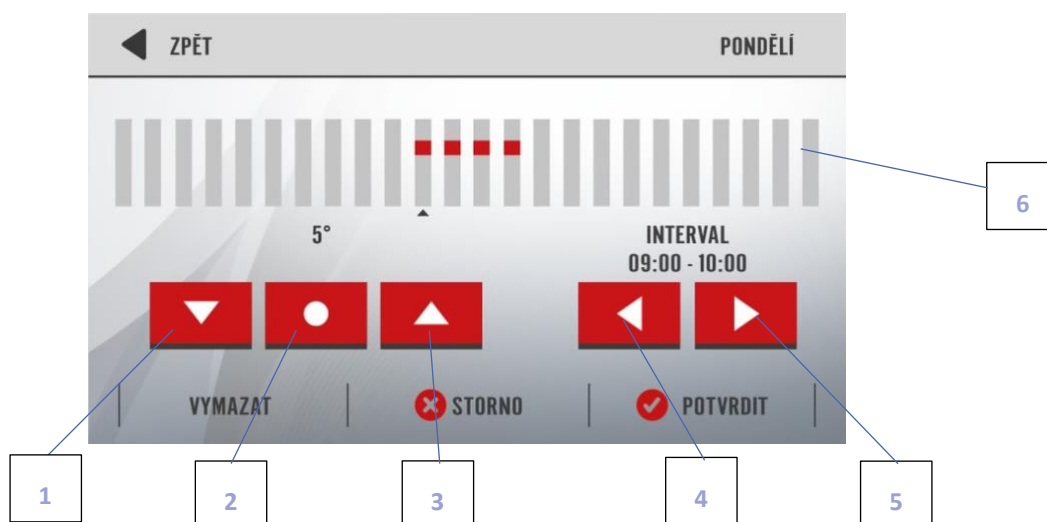 ZPĚT PONDĚLÍ
6
5° INTERVAL
09:00 - 10:00
VYMAZAT STORNO POTVRDIT
1 2 3 4 5